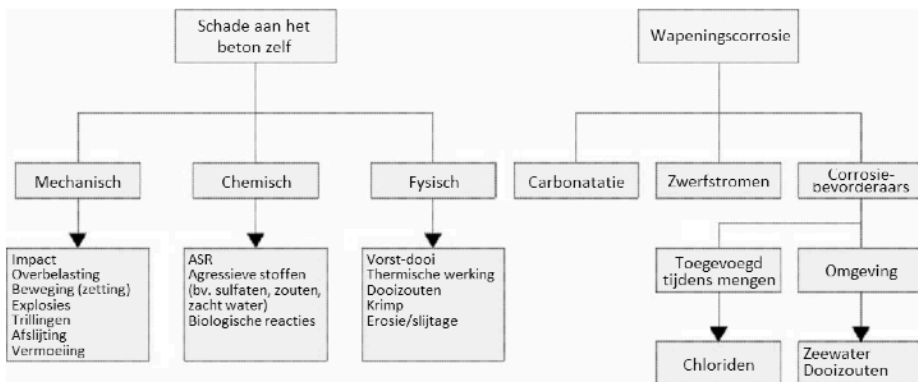 Schade aan het
beton zelf
Wapeningscorrosie
Mechanisch
Chemisch
Fysisch
Carbonatatie
Zwerfstromen
Corrosie-
bevorderaars
Impact
Overbelasting
Beweging (zetting)
Explosies
Trillingen
Afslijting
Vermoeiing
ASR
Agressieve stoffen
(bv. sulfaten, zouten,
zacht water)
Biologische reacties
Vorst-dooi
Thermische werking
Dooizouten
Krimp
Erosie/slijtage
Toegevoegd
tijdens mengen
Omgeving
Chloriden
Zeewater
Dooizouten